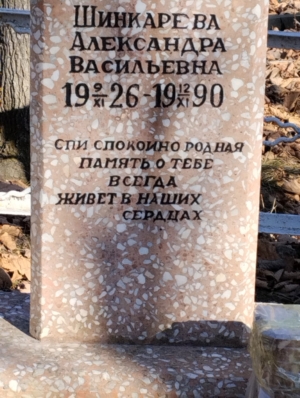 ШИНКАРЕВА
АЛЕКСАНДРА
ВАСИЛЬЕВНА
19 9/XI 26-19 12/XI 90
СПИ СПОКОЙНО РОДНАЯ
ПАМЯТЬ О ТЕБЕ
ВСЕГДА
ЖИВЕТ В НАШИХ
СЕРДЦАХ